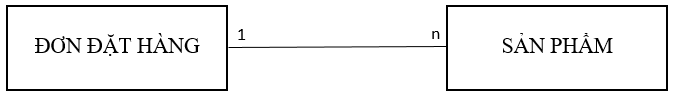 ĐƠN ĐẶT HÀNG 1 n SẢN PHẨM